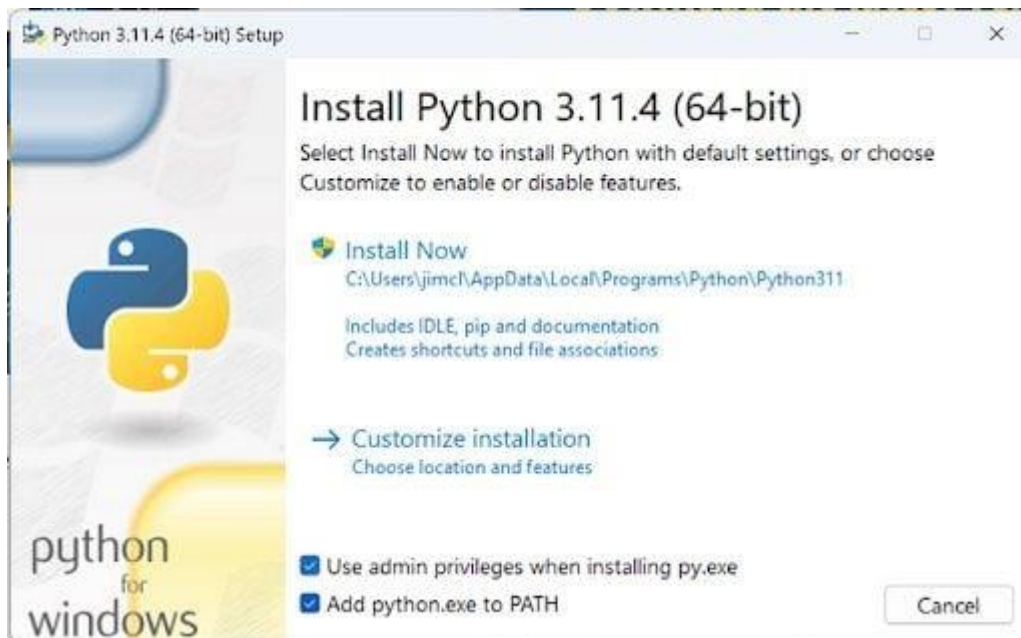 Python 3.11.4 (64-bit) Setup
Install Python 3.11.4 (64-bit)
Select Install Now to install Python with default settings, or choose
Customize to enable or disable features.
Install Now
C:\Users\jimcl\AppData\Local\Programs\Python\Python311
Includes IDLE, pip and documentation
Creates shortcuts and file associations
Customize installation
Choose location and features
python
for
windows
Use admin privileges when installing py.exe
Add python.exe to PATH
Cancel